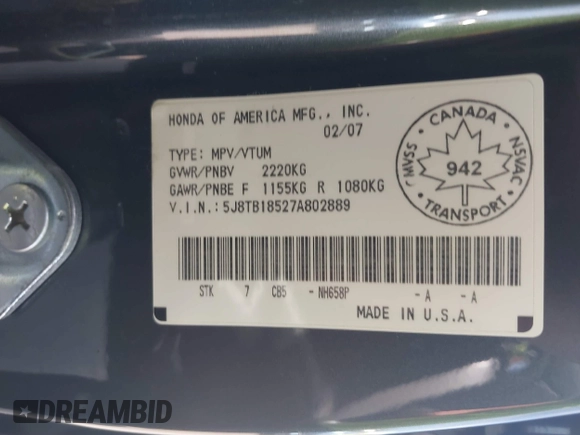 HONDA OF AMERICA MFG., INC.
02/07
TYPE: MPV/VTUM
GVWR/PNBV 2220KG
GAWR/PNBE F 1155KG R 1080KG
V.I.N.: 5J8TB18527A802889
CANADA
CMVSS
942
NSVAC
TRANSPORT
STK 7 CB5 - NH658P - A - A
MADE IN U.S.A.
DREAMBID